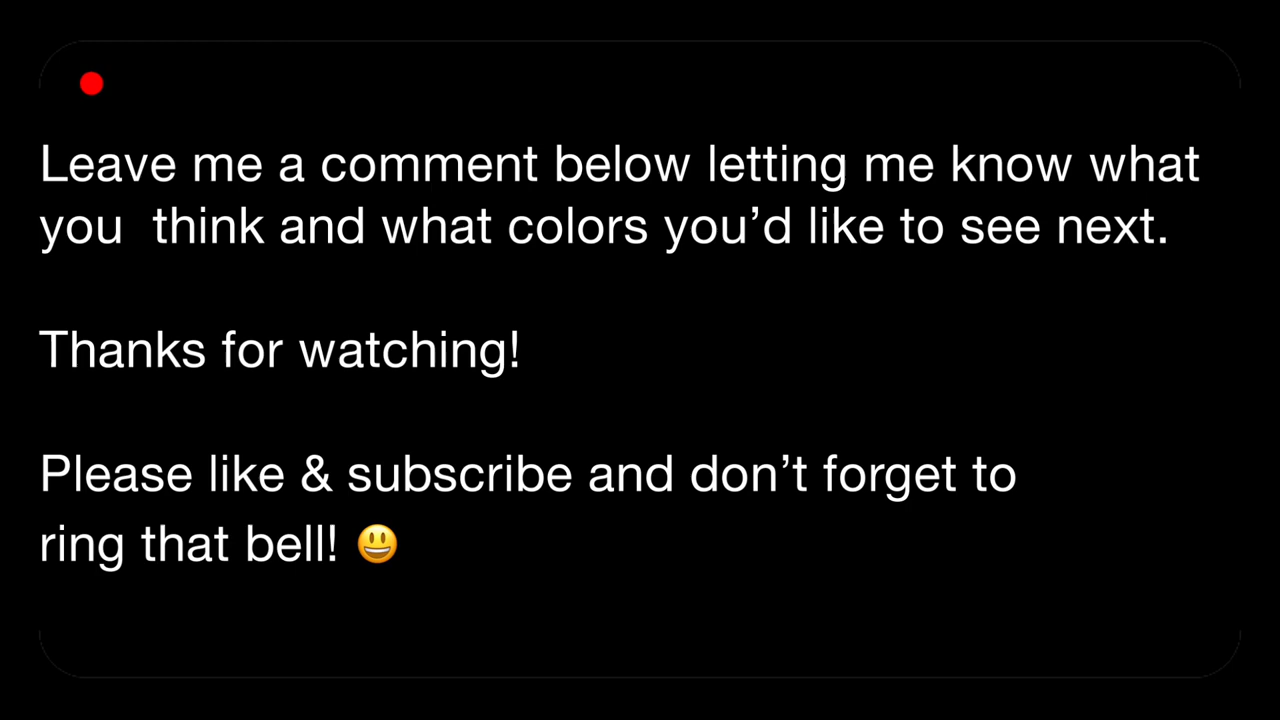 Leave me a comment below letting me know what
you  think and what colors you’d like to see next.
Thanks for watching!
Please like & subscribe and don’t forget to
ring that bell! 😃